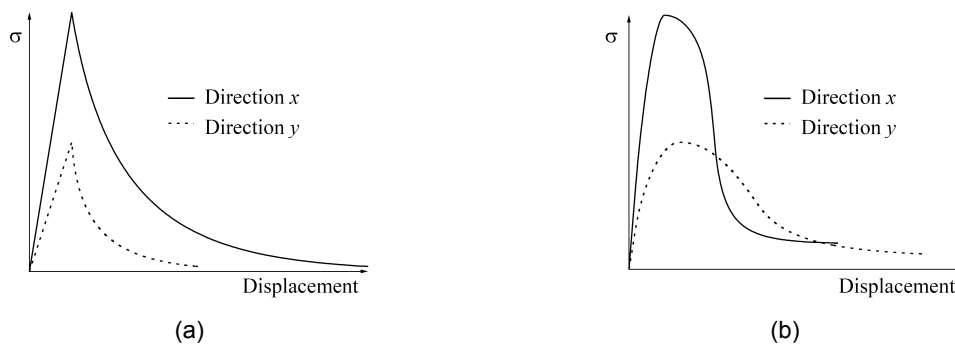 σ
Direction x
Direction y
Displacement
(a)
σ
Direction x
Direction y
Displacement
(b)